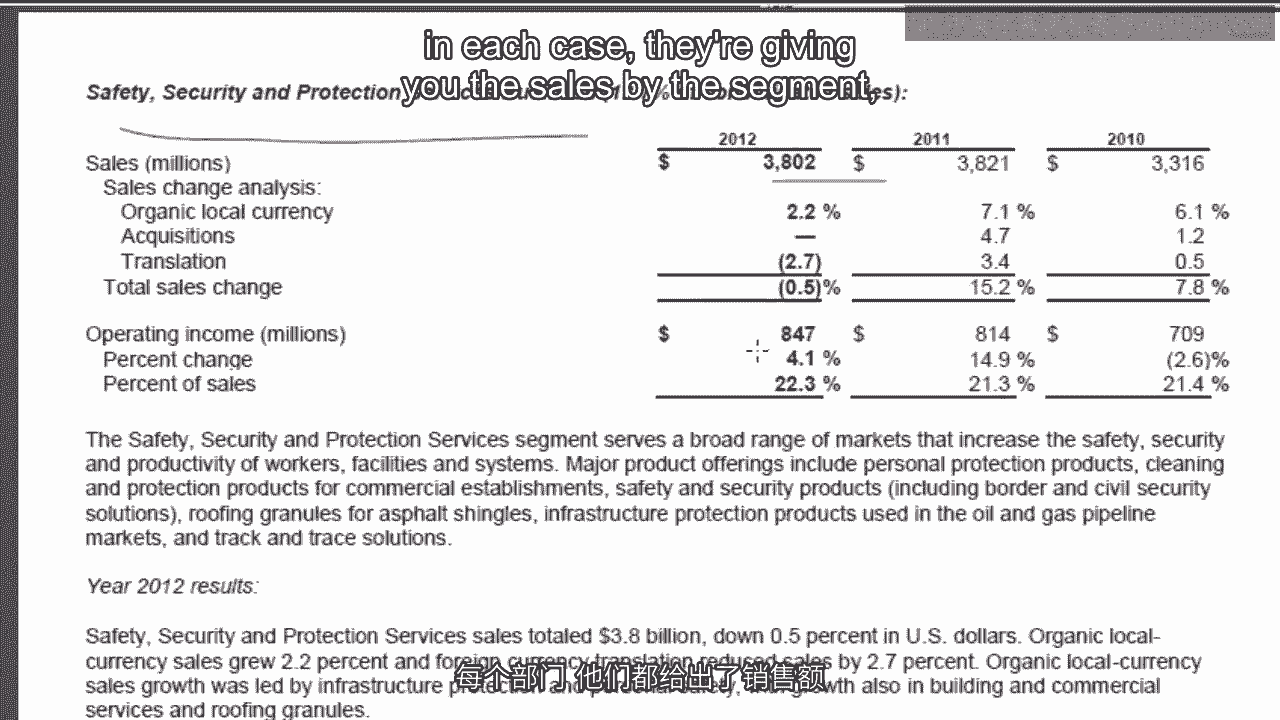 in each case, they're giving
you the sales by the segment,
Safety, Security and Protection es):
2012 2011 2010
Sales (millions) $ 3,802 $ 3,821 $ 3,316
Sales change analysis:
Organic local currency 2.2 % 7.1 % 6.1 %
Acquisitions — 4.7 1.2
Translation (2.7) 3.4 0.5
Total sales change (0.5)% 15.2 % 7.8 %
Operating income (millions) $ 847 $ 814 $ 709
Percent change 4.1 % 14.9 % (2.6)%
Percent of sales 22.3 % 21.3 % 21.4 %
The Safety, Security and Protection Services segment serves a broad range of markets that increase the safety, security
and productivity of workers, facilities and systems. Major product offerings include personal protection products, cleaning
and protection products for commercial establishments, safety and security products (including border and civil security
solutions), roofing granules for asphalt shingles, infrastructure protection products used in the oil and gas pipeline
markets, and track and trace solutions.
Year 2012 results:
Safety, Security and Protection Services sales totaled $3.8 billion, down 0.5 percent in U.S. dollars. Organic local-
currency sales grew 2.2 percent and foreign currency translation reduced sales by 2.7 percent. Organic local-currency
sales growth was led by infrastructure growth also in building and commercial
services and roofing granules.
每个部门 他们都给出了销售额